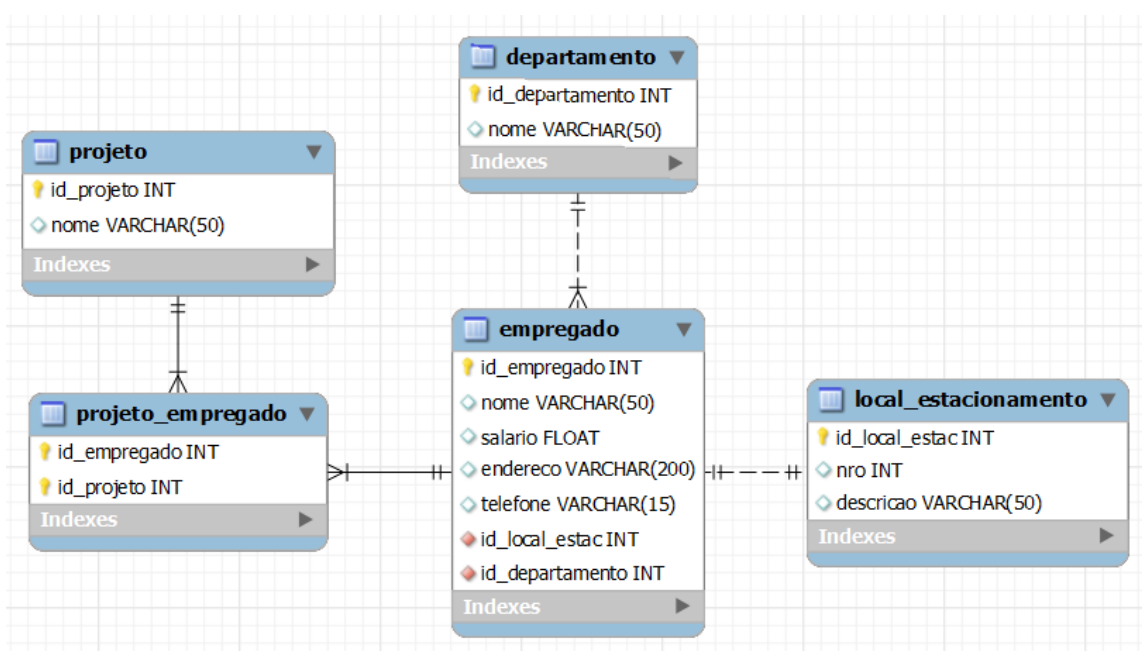 departamento
id_departamento INT
nome VARCHAR(50)
Indexes
projeto
id_projeto INT
nome VARCHAR(50)
Indexes
empregado
id_empregado INT
nome VARCHAR(50)
salario FLOAT
endereco VARCHAR(200)
telefone VARCHAR(15)
id_local_estac INT
id_departamento INT
Indexes
projeto_empregado
id_empregado INT
id_projeto INT
Indexes
local_estacionamento
id_local_estac INT
nro INT
descricao VARCHAR(50)
Indexes